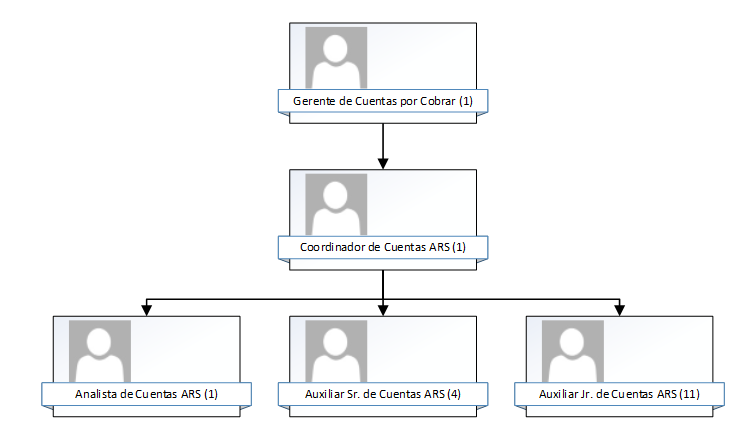 Gerente de Cuentas por Cobrar (1)
Coordinador de Cuentas ARS (1)
Analista de Cuentas ARS (1)
Auxiliar Sr. de Cuentas ARS (4)
Auxiliar Jr. de Cuentas ARS (11)